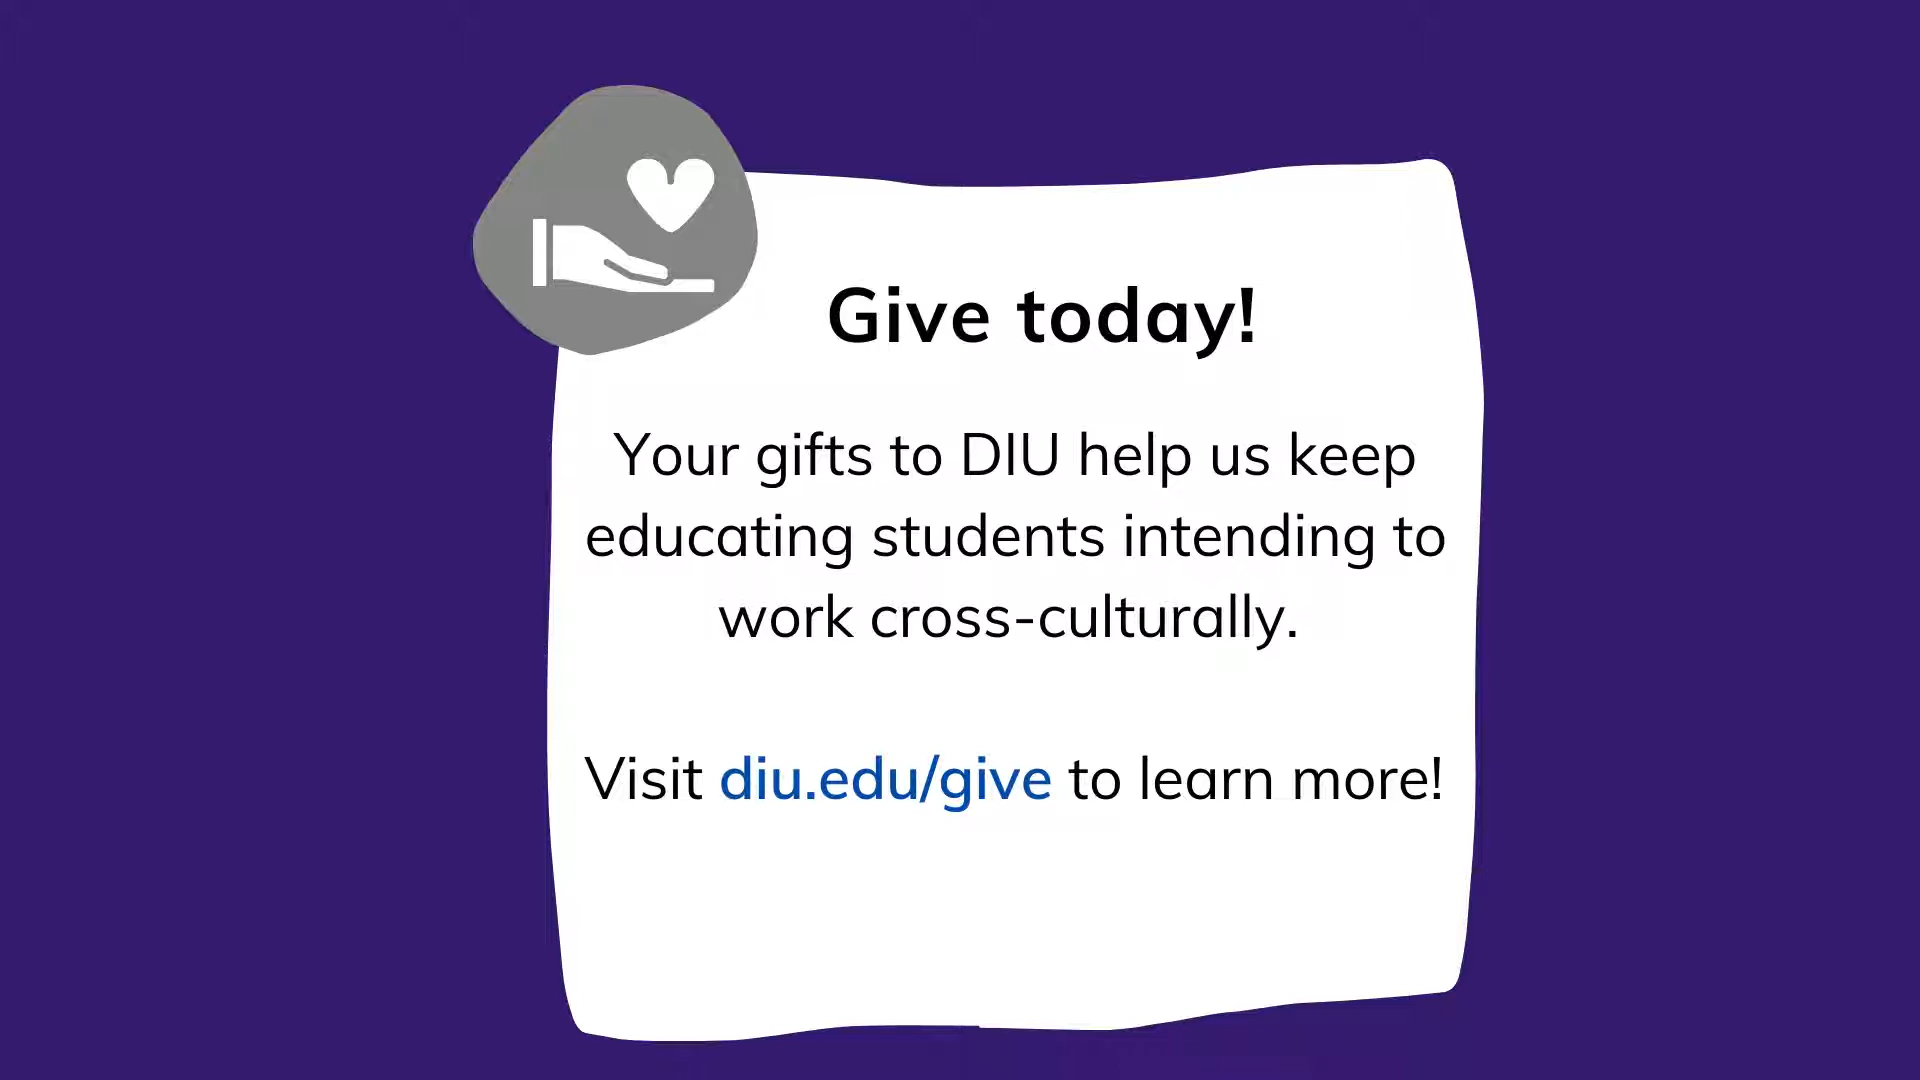 Give today!
Your gifts to DIU help us keep
educating students intending to
work cross-culturally.
Visit diu.edu/give to learn more!